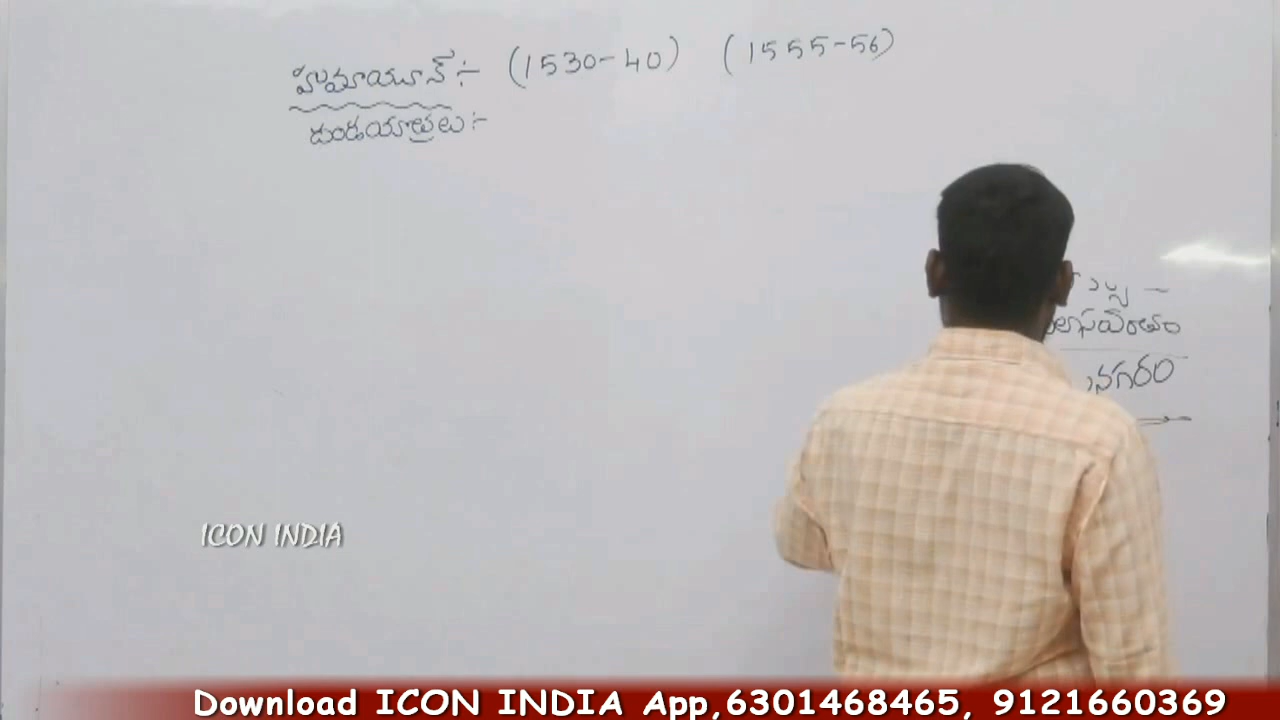 హుమాయూన్ :- (1530-40) (1555-56)
దండయాత్రలు :-
ICON INDIA
Download ICON INDIA App,6301468465, 9121660369